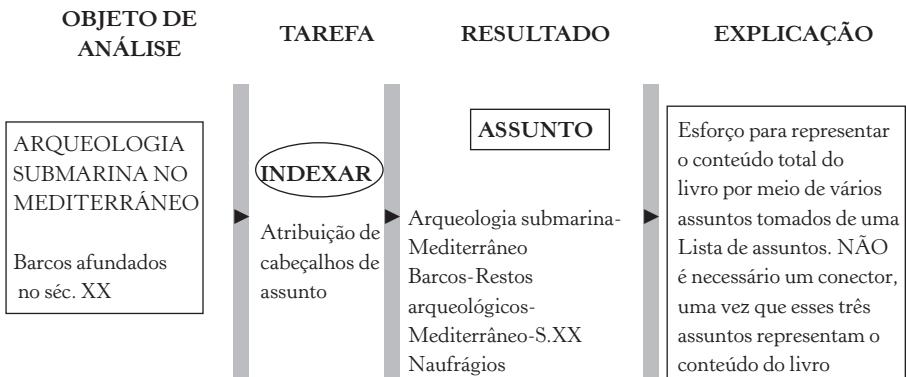 OBJETO DE
ANÁLISE
TAREFA
RESULTADO
EXPLICAÇÃO
ARQUEOLOGIA
SUBMARINA NO
MEDITERRÁNEO
Barcos afundados
no séc. XX
INDEXAR
Atribuição de
cabeçalhos de
assunto
ASSUNTO
Arqueologia submarina-
Mediterrâneo
Barcos-Restos
arqueológicos-
Mediterrâneo-S.XX
Naufrágios
Esforço para representar
o conteúdo total do
livro por meio de vários
assuntos tomados de uma
Lista de assuntos. NÃO
é necessário um conector,
uma vez que esses três
assuntos representam o
conteúdo do livro